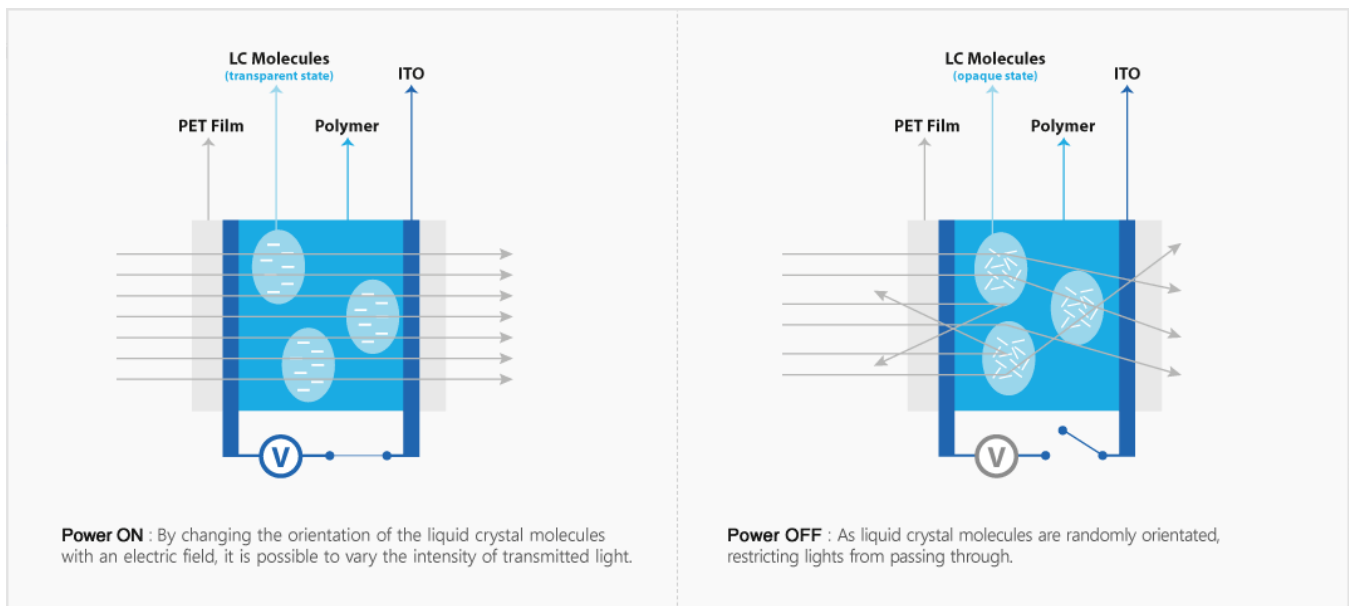 LC Molecules
(transparent state)
ITO
PET Film
Polymer
V
Power ON : By changing the orientation of the liquid crystal molecules
with an electric field, it is possible to vary the intensity of transmitted light.
LC Molecules
(opaque state)
ITO
PET Film
Polymer
V
Power OFF : As liquid crystal molecules are randomly orientated,
restricting lights from passing through.